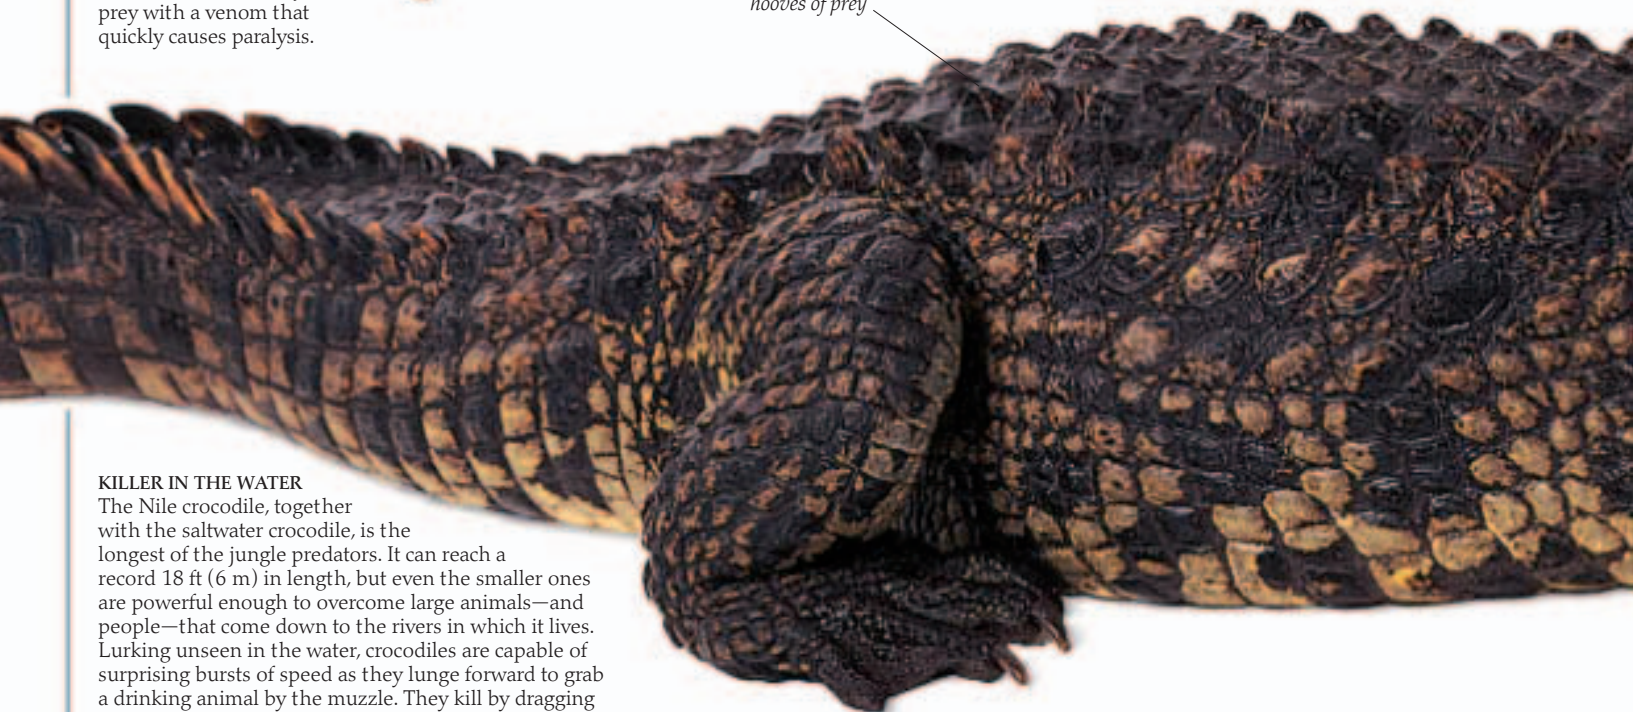 prey with a venom that
quickly causes paralysis.
hooves of prey
KILLER IN THE WATER
The Nile crocodile, together
with the saltwater crocodile, is the
longest of the jungle predators. It can reach a
record 18 ft (6 m) in length, but even the smaller ones
are powerful enough to overcome large animals—and
people—that come down to the rivers in which it lives.
Lurking unseen in the water, crocodiles are capable of
surprising bursts of speed as they lunge forward to grab
a drinking animal by the muzzle. They kill by dragging